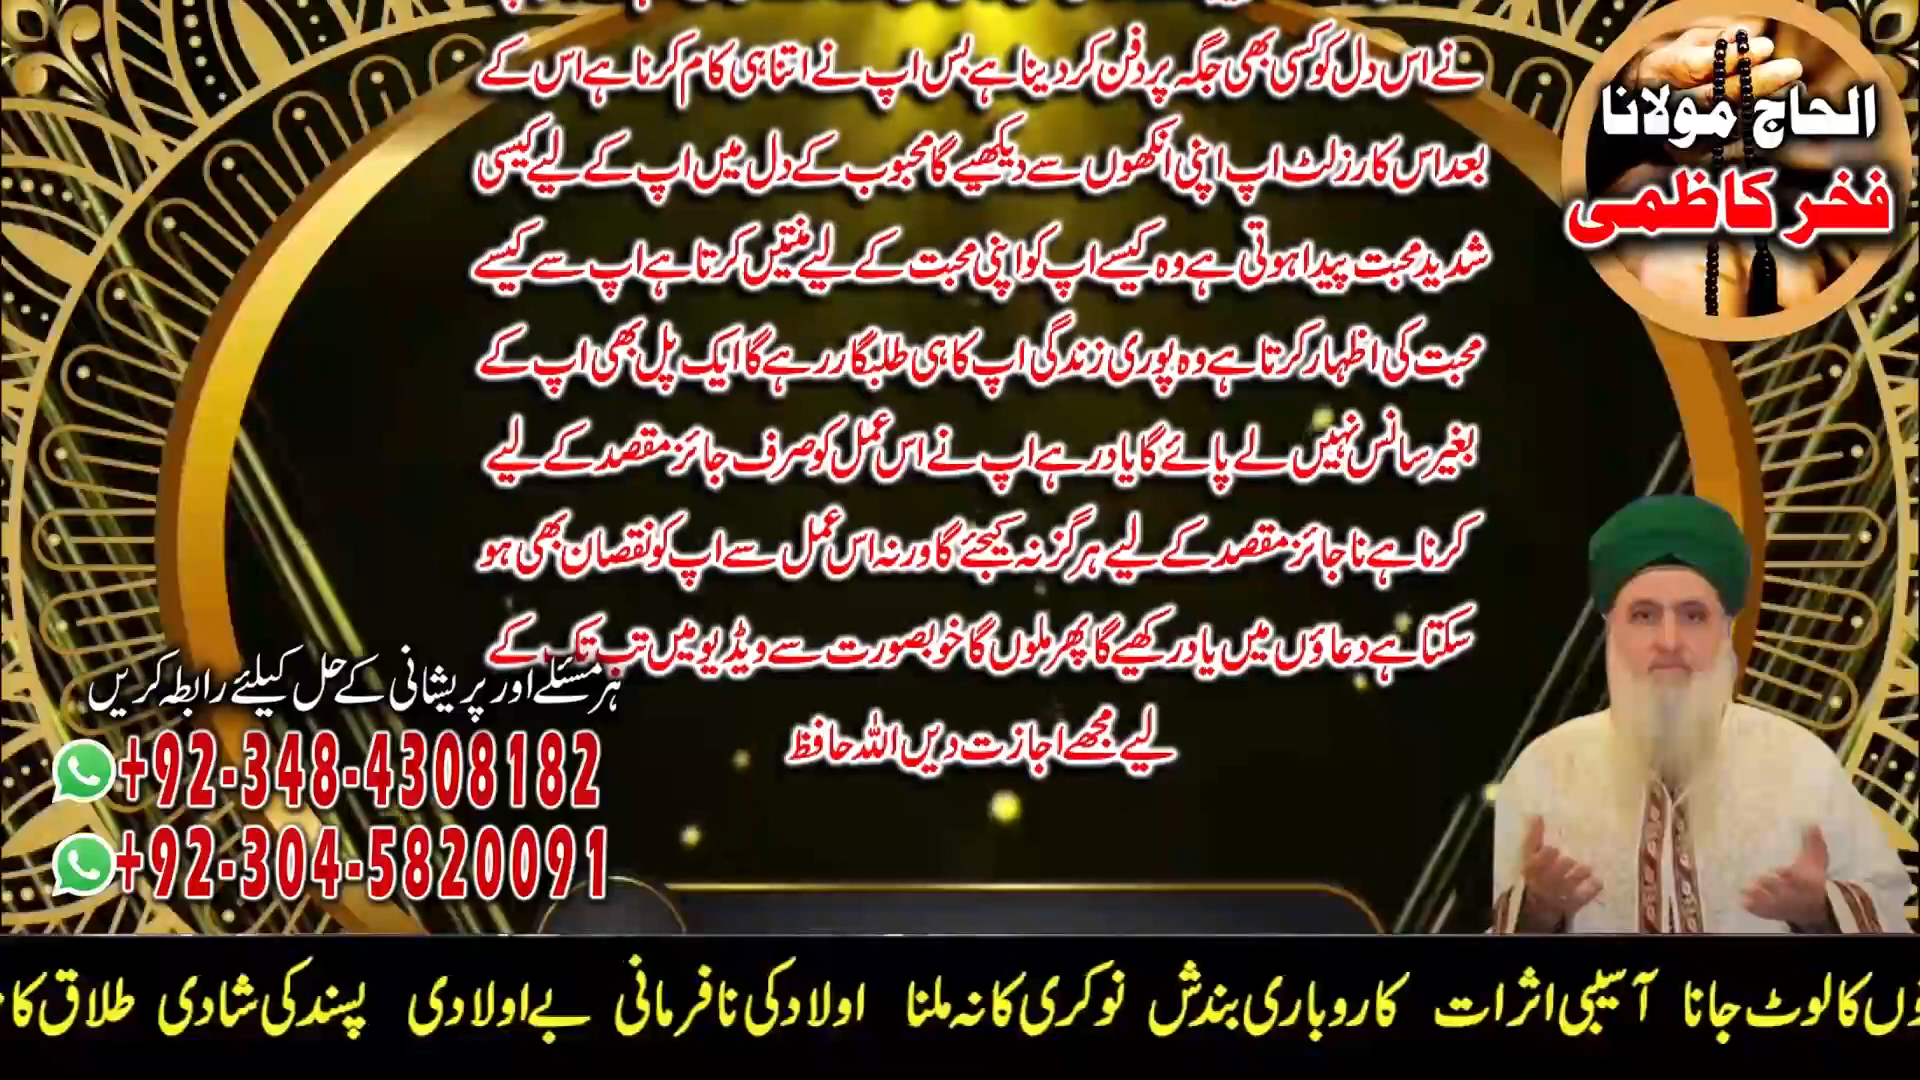 نے اس دل کو کسی بھی جگہ پر دفن کر دینا ہے بس اپ نے اتنا ہی کام کرنا ہے اس کے
بعد اس کا رزلٹ اپ اپنی انکھوں سے دیکھیے گا محبوب کے دل میں اپ کے لیے کیسی
شدید محبت پیدا ہوتی ہے وہ کیسے اپ کو اپنی محبت کے لیے منتیں کرتا ہے اپ سے کیسے
محبت کی اظہار کرتا ہے وہ پوری زندگی اپ کا ہی طلبگار رہے گا ایک پل بھی اپ کے
بغیر سانس نہیں لے پائے گا یاد رہے اپ نے اس عمل کو صرف جائز مقصد کے لیے
کرنا ہے ناجائز مقصد کے لیے ہرگز نہ کیجئے گا ورنہ اس عمل سے اپ کو نقصان بھی ہو
سکتا ہے دعاؤں میں یاد رکھیے گا پھر ملوں گا خوبصورت سے ویڈیو میں تب تک کے
لیے مجھے اجازت دیں اللہ حافظ
الحاج مولانا
فخر کاظمی
ہر مسئلے اور پریشانی کے حل کیلئے رابطہ کریں
+92-348-4308182
+92-304-5820091
کا لوٹ جانا آسیبی اثرات کاروباری بندش نوکری کا نہ ملنا اولاد کی نافرمانی بے اولادی پسند کی شادی طلاق کا